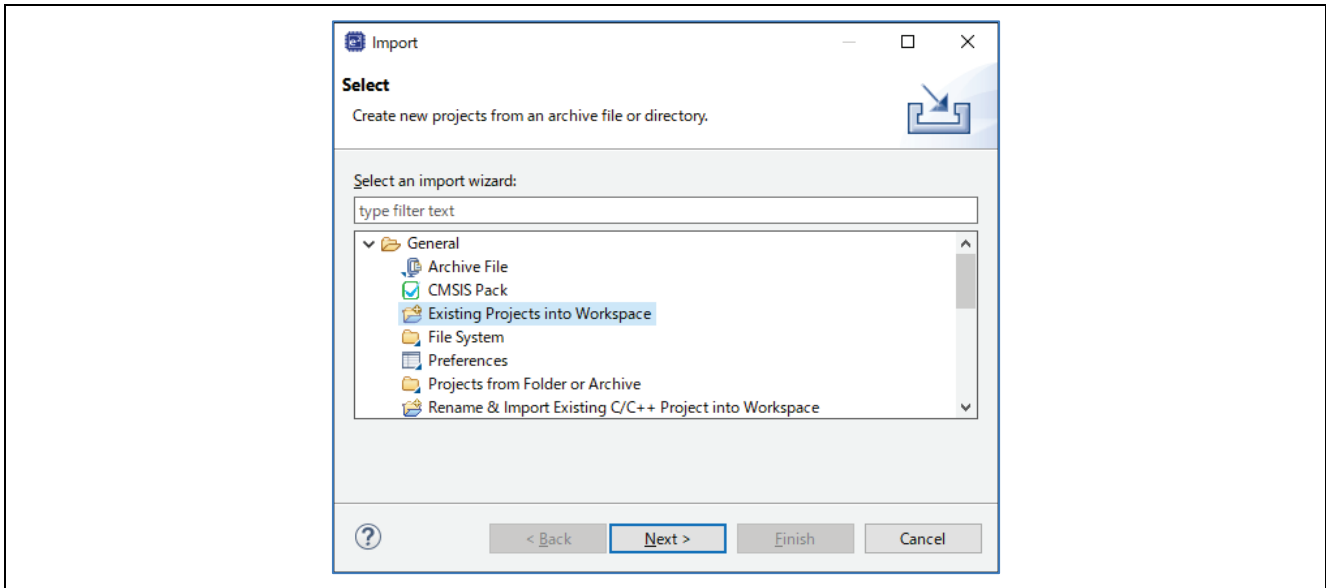 Import
Select
Create new projects from an archive file or directory.
Select an import wizard:
type filter text
General
Archive File
CMSIS Pack
Existing Projects into Workspace
File System
Preferences
Projects from Folder or Archive
Rename & Import Existing C/C++ Project into Workspace
? < Back Next > Finish Cancel